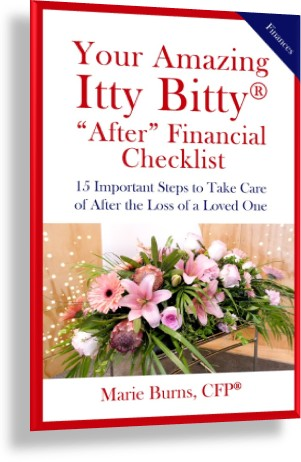 Finances
Your Amazing
Itty Bitty®
“After” Financial
Checklist
15 Important Steps to Take Care
of After the Loss of a Loved One
Marie Burns, CFP®